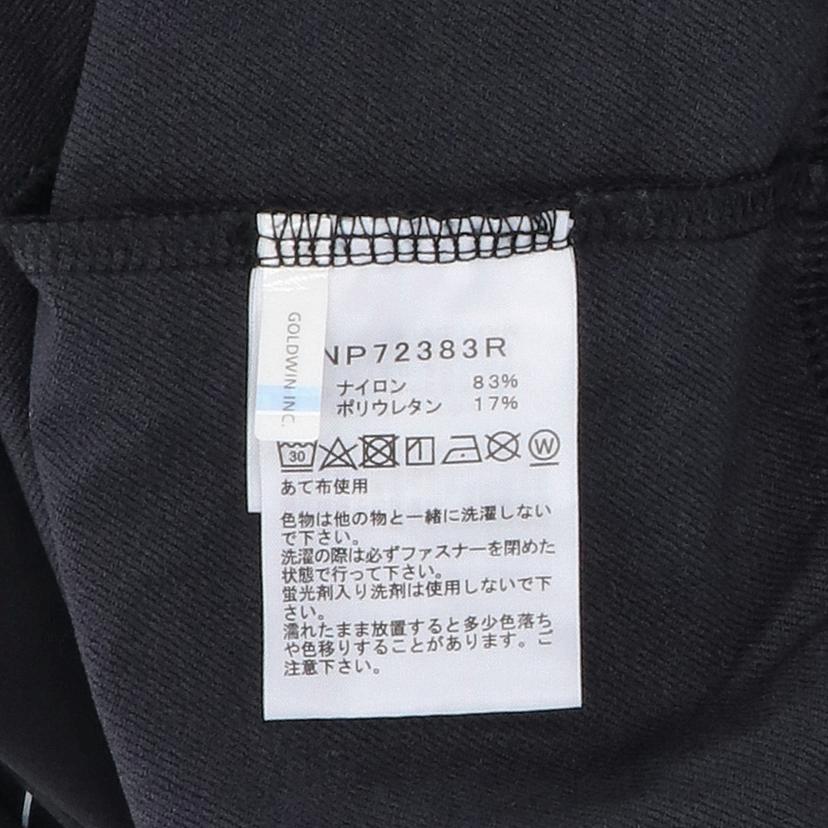 GOLDWIN INC.
NP72383R
ナイロン 83%
ポリウレタン 17%
30
W
あて布使用
色物は他の物と一緒に洗濯しない
で下さい。
洗濯の際は必ずファスナーを閉めた
状態で行って下さい。
蛍光剤入り洗剤は使用しないで下
さい。
濡れたまま放置すると多少色落ち
や色移りすることがあります。ご
注意下さい。